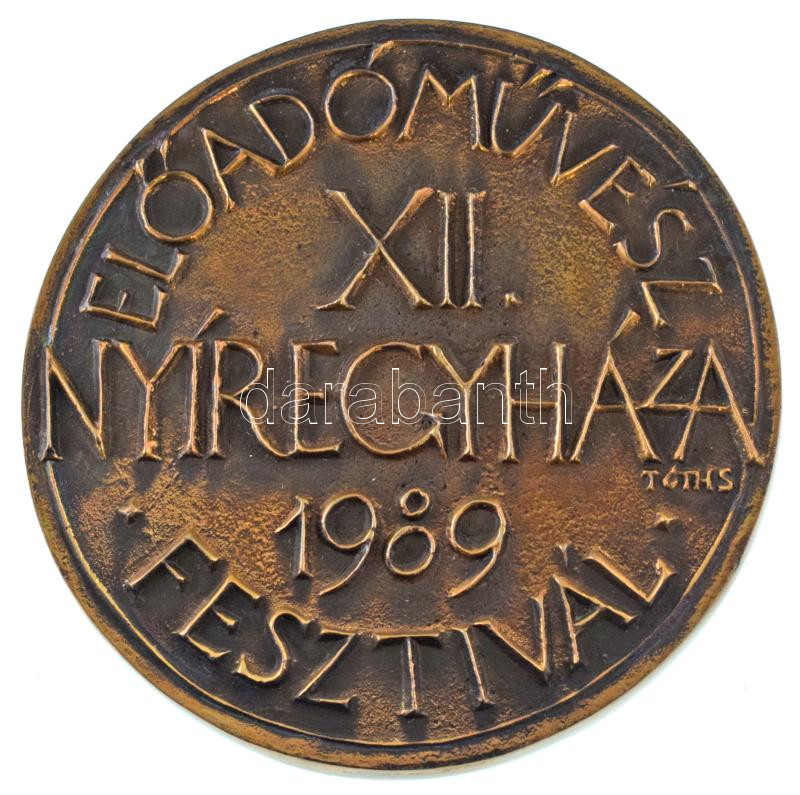 ELŐADÓMŰVÉSZ
XII.
NYÍREGYHÁZA
TÓTH S
1989
· FESZTIVÁL ·
darabanth